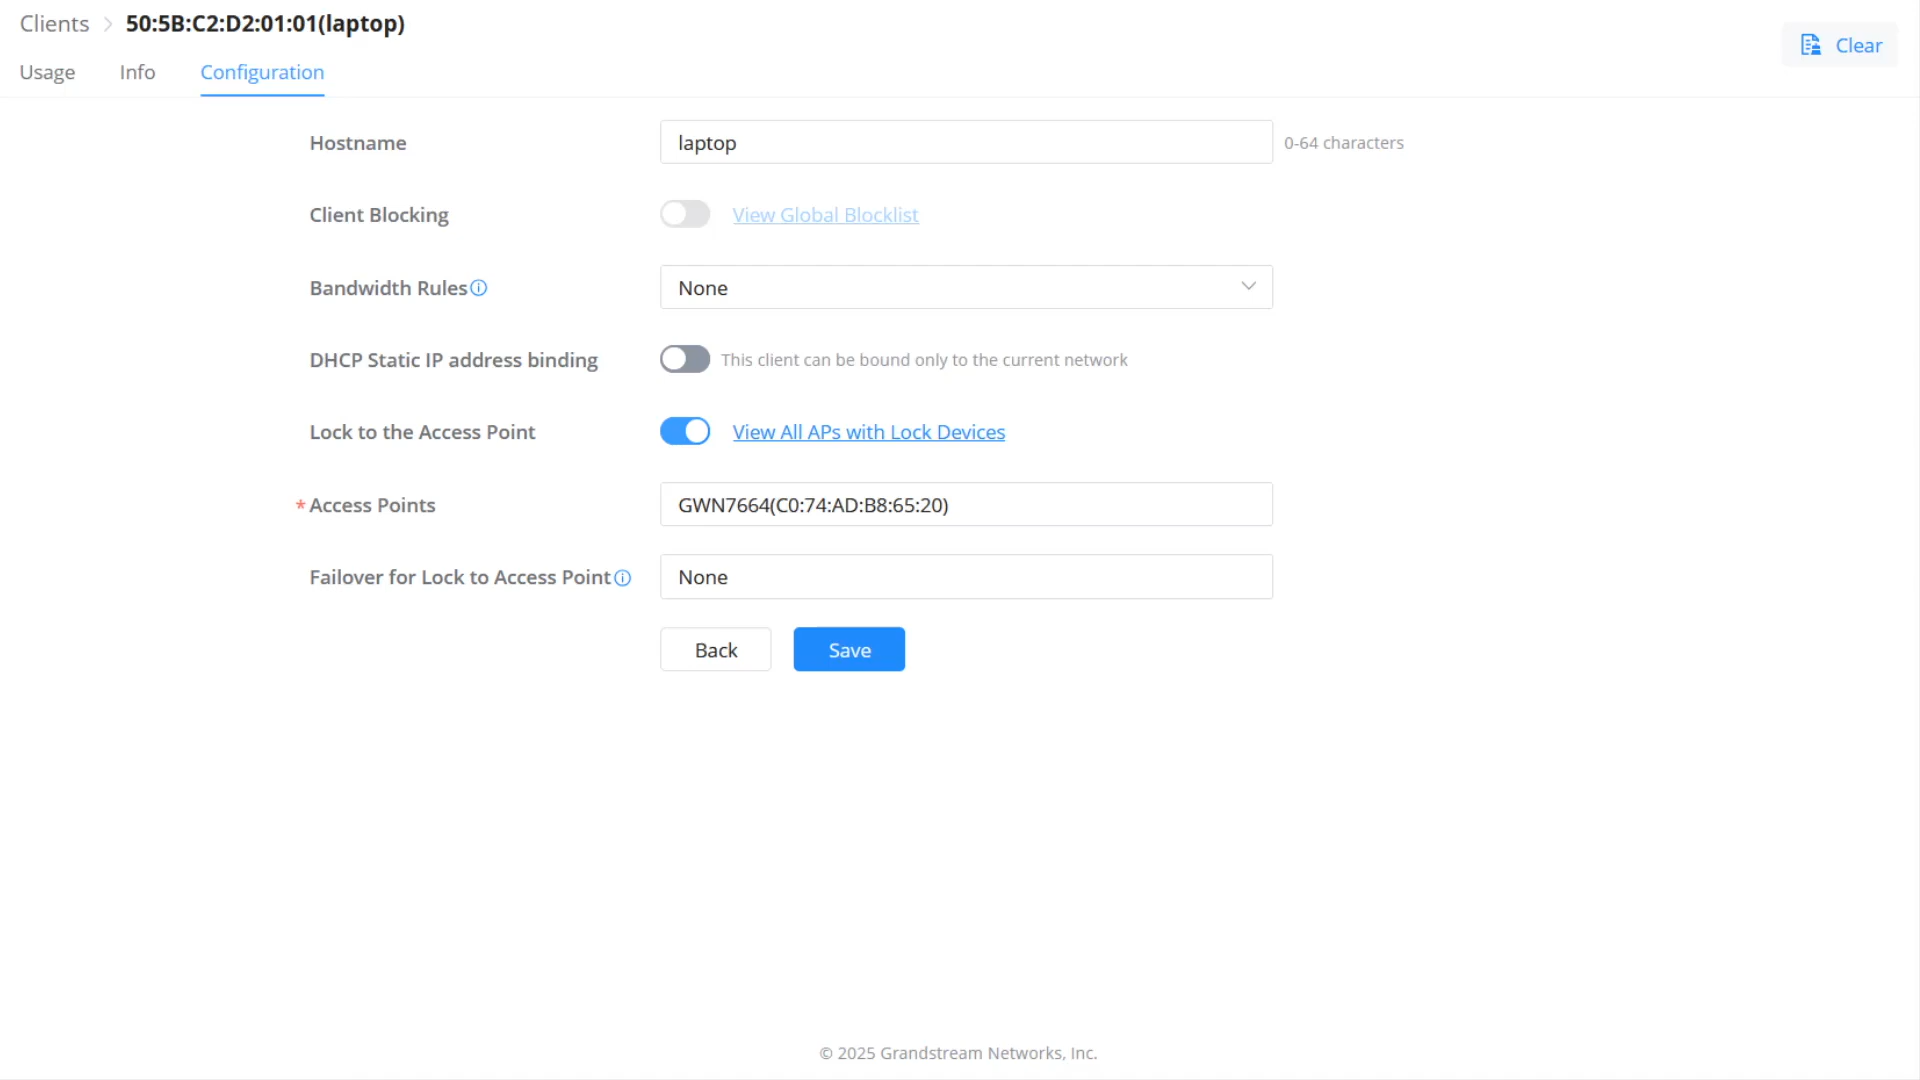 Clients > 50:5B:C2:D2:01:01(laptop)
Clear
Usage Info Configuration
Hostname laptop 0-64 characters
Client Blocking View Global Blocklist
Bandwidth Rules None
DHCP Static IP address binding This client can be bound only to the current network
Lock to the Access Point View All APs with Lock Devices
* Access Points GWN7664(C0:74:AD:B8:65:20)
Failover for Lock to Access Point None
Back Save
© 2025 Grandstream Networks, Inc.